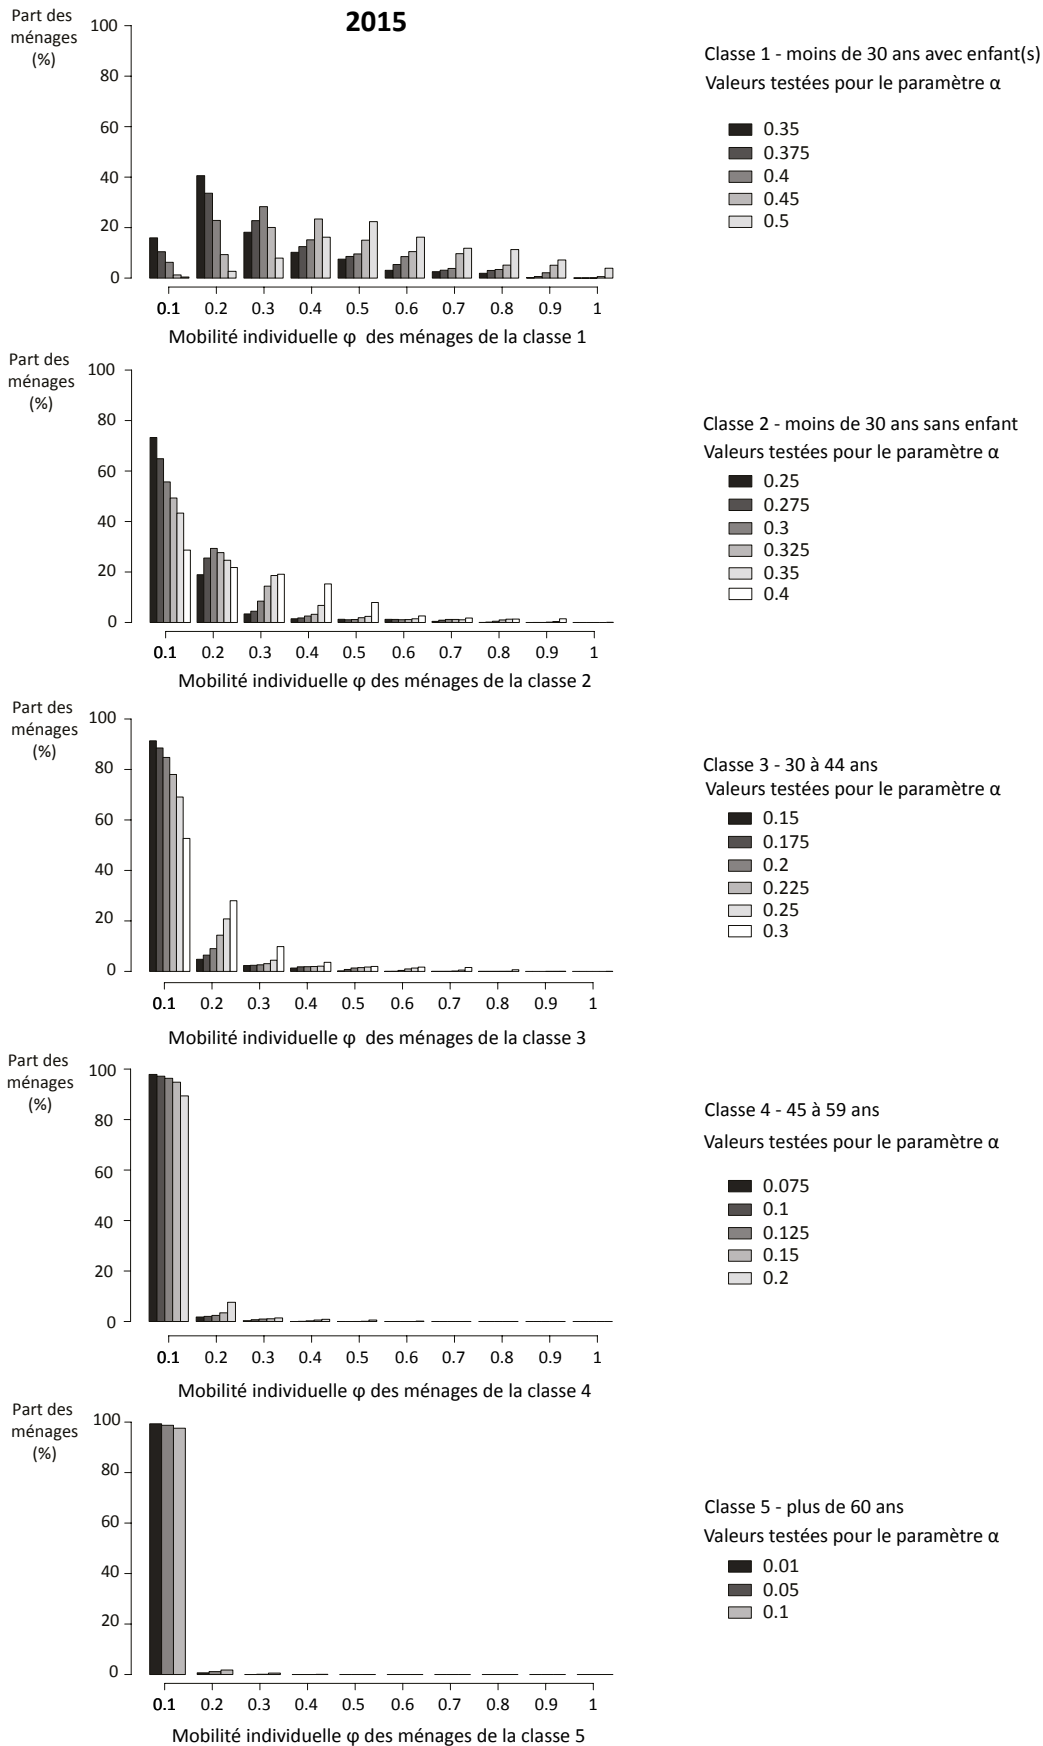 2015
Part des
ménages
(%)
100
80
60
40
20
0
0.1 0.2 0.3 0.4 0.5 0.6 0.7 0.8 0.9 1
Mobilité individuelle φ des ménages de la classe 1
Classe 1 - moins de 30 ans avec enfant(s)
Valeurs testées pour le paramètre α
0.35
0.375
0.4
0.45
0.5
Part des
ménages
(%)
100
80
60
40
20
0
0.1 0.2 0.3 0.4 0.5 0.6 0.7 0.8 0.9 1
Mobilité individuelle φ des ménages de la classe 2
Classe 2 - moins de 30 ans sans enfant
Valeurs testées pour le paramètre α
0.25
0.275
0.3
0.325
0.35
0.4
Part des
ménages
(%)
100
80
60
40
20
0
0.1 0.2 0.3 0.4 0.5 0.6 0.7 0.8 0.9 1
Mobilité individuelle φ des ménages de la classe 3
Classe 3 - 30 à 44 ans
Valeurs testées pour le paramètre α
0.15
0.175
0.2
0.225
0.25
0.3
Part des
ménages
(%)
100
80
60
40
20
0
0.1 0.2 0.3 0.4 0.5 0.6 0.7 0.8 0.9 1
Mobilité individuelle φ des ménages de la classe 4
Classe 4 - 45 à 59 ans
Valeurs testées pour le paramètre α
0.075
0.1
0.125
0.15
0.2
Part des
ménages
(%)
100
80
60
40
20
0
0.1 0.2 0.3 0.4 0.5 0.6 0.7 0.8 0.9 1
Mobilité individuelle φ des ménages de la classe 5
Classe 5 - plus de 60 ans
Valeurs testées pour le paramètre α
0.01
0.05
0.1